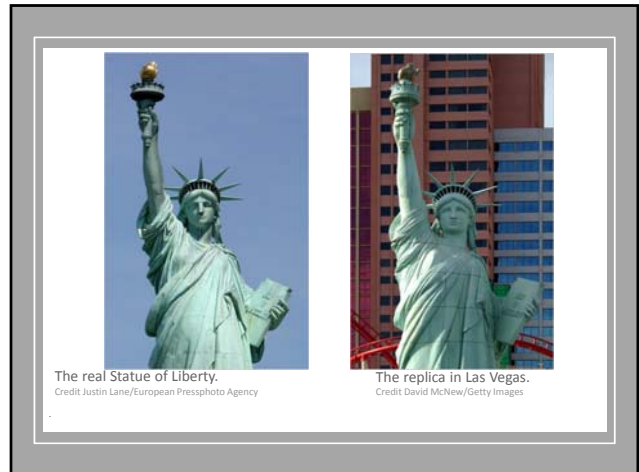 The real Statue of Liberty.
Credit Justin Lane/European Pressphoto Agency
The replica in Las Vegas.
Credit David McNew/Getty Images
.